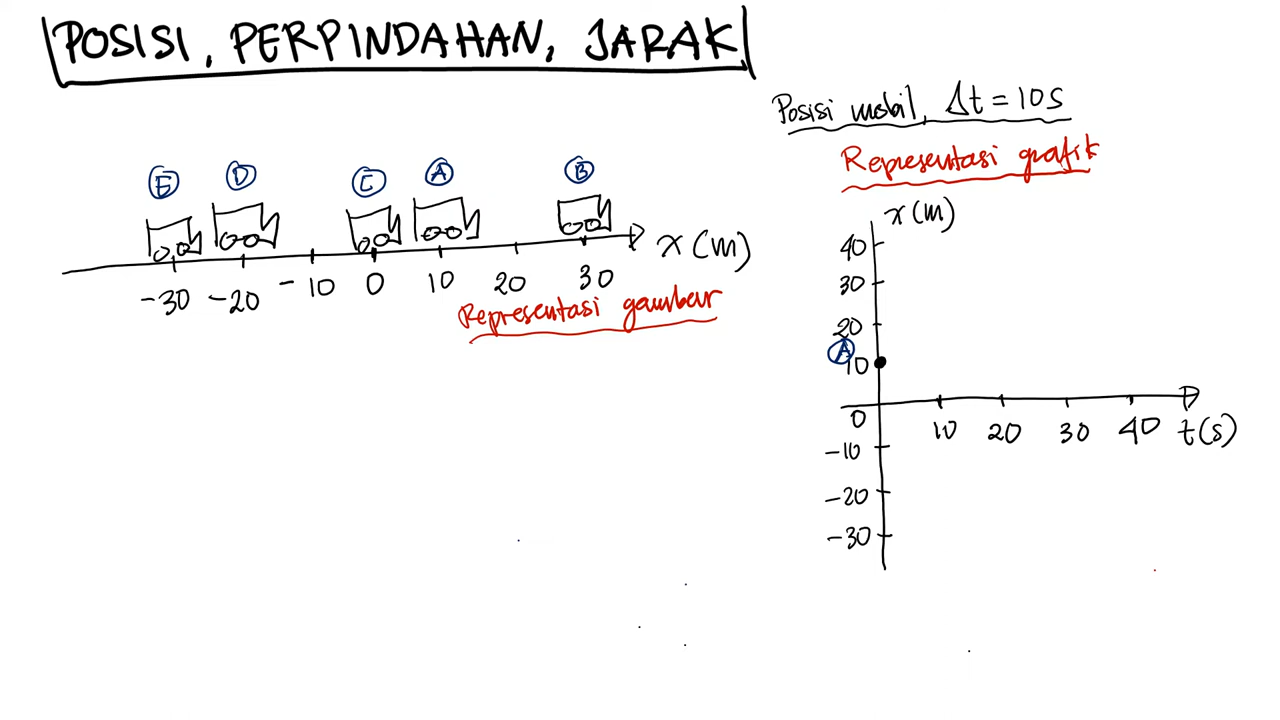 POSISI, PERPINDAHAN, JARAK
Posisi mobil, Δt = 10 s
Representasi grafik
E D C A B
x (m)
-30 -20 -10 0 10 20 30
Representasi gambar
x (m)
40
30
20
A
10
0
10 20 30 40 t (s)
-10
-20
-30